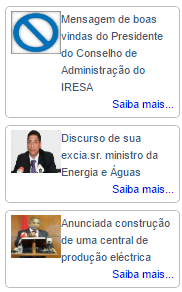 Mensagem de boas
vindas do Presidente
do Conselho de
Administração do
IRESA
Saiba mais...
Discurso de sua
excia.sr. ministro da
Energia e Águas
Saiba mais...
Anunciada construção
de uma central de
produção eléctrica
Saiba mais...